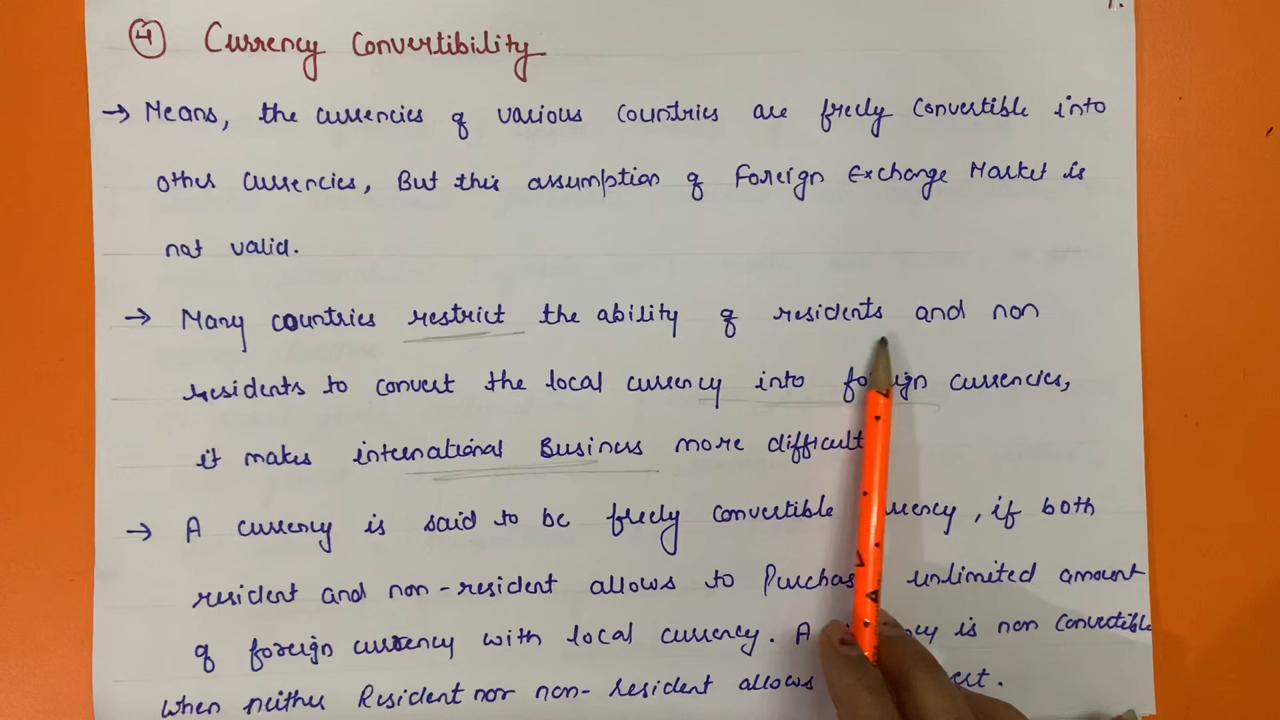 4 Currency Convertibility
→ Means, the currencies of various countries are freely convertible into
other currencies, But this assumption of Foreign Exchange Market is
not valid.
→ Many countries restrict the ability of residents and non
residents to convert the local currency into foreign currencies,
it makes international Business more difficult
→ A currency is said to be freely convertible , if both
resident and non-resident allows to Purchase unlimited amount
of foreign currency with local currency. A is non convertible
When neither Resident nor non-resident allows